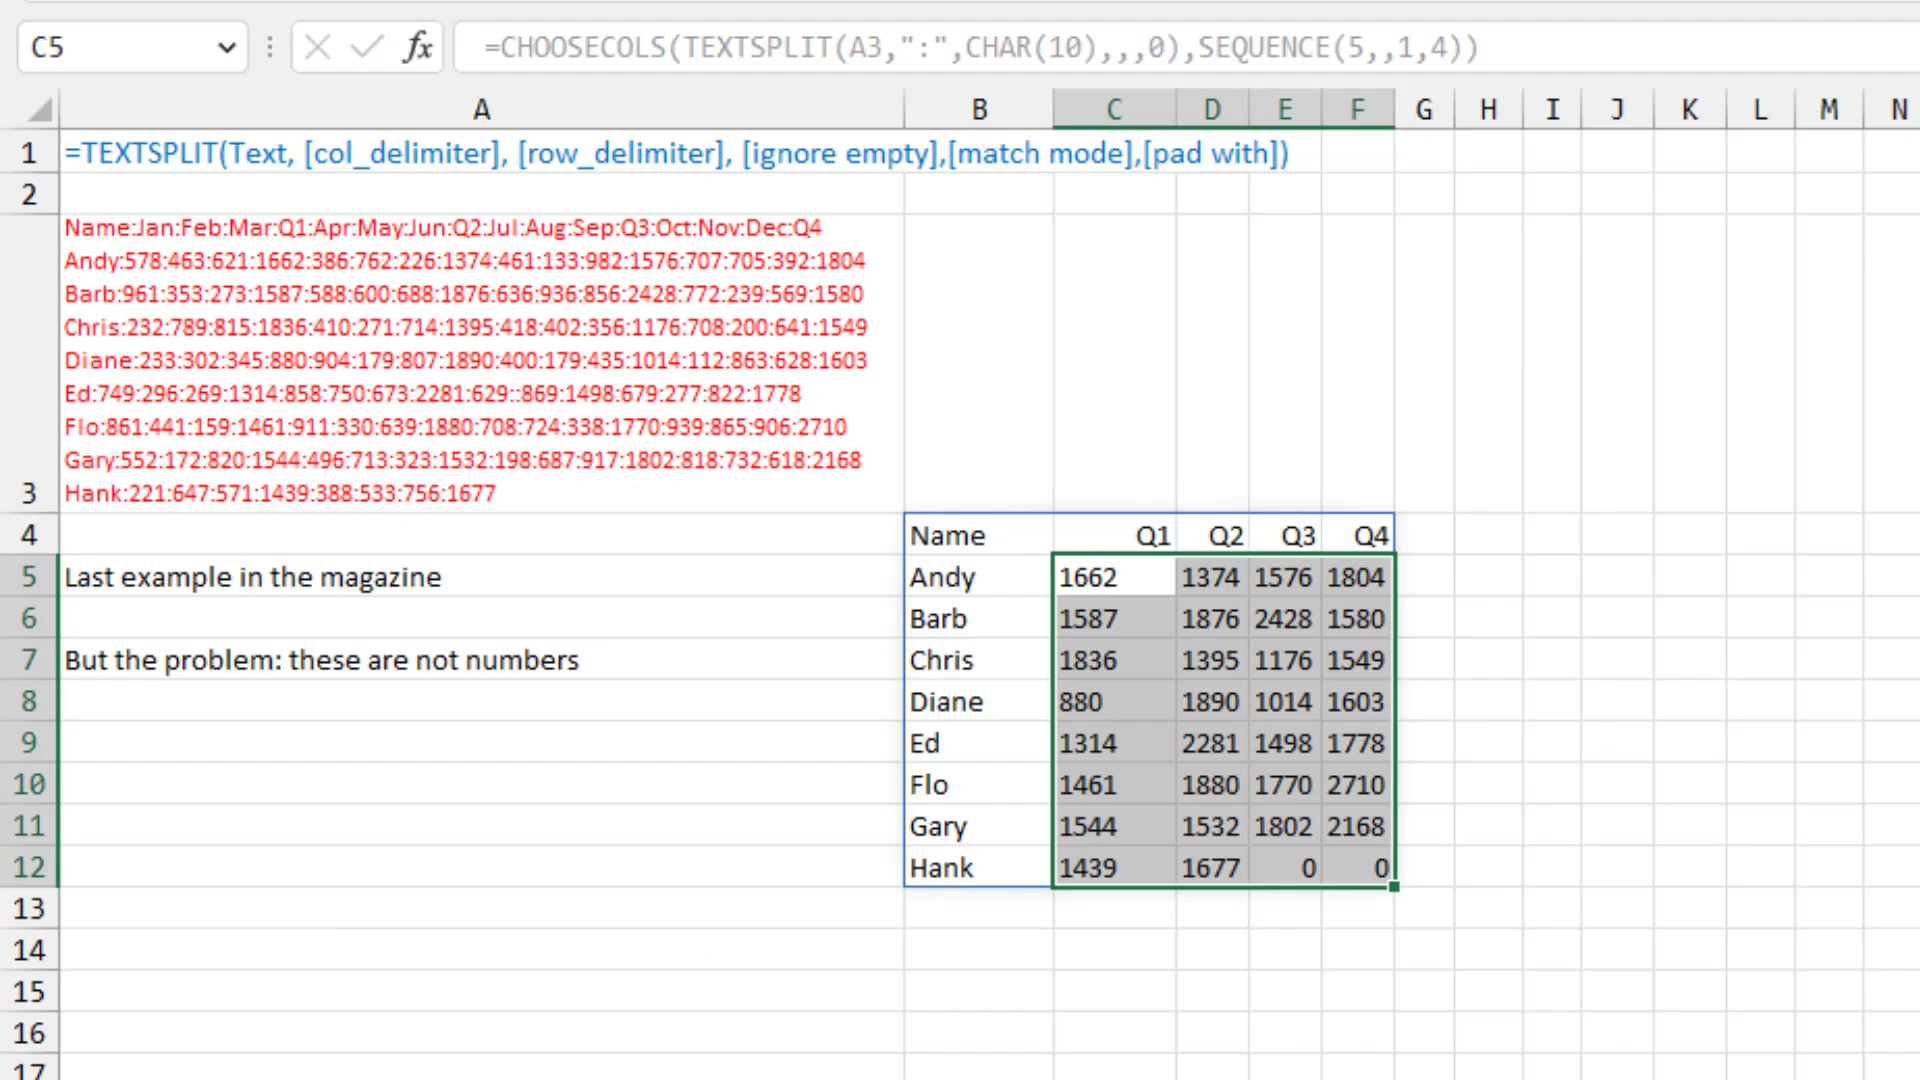 C5
fx
=CHOOSECOLS(TEXTSPLIT(A3,":",CHAR(10),,,0),SEQUENCE(5,,1,4))
A B C D E F G H I J K L M N
1 =TEXTSPLIT(Text, [col_delimiter], [row_delimiter], [ignore empty],[match mode],[pad with])
2
Name:Jan:Feb:Mar:Q1:Apr:May:Jun:Q2:Jul:Aug:Sep:Q3:Oct:Nov:Dec:Q4
Andy:578:463:621:1662:386:762:226:1374:461:133:982:1576:707:705:392:1804
Barb:961:353:273:1587:588:600:688:1876:636:936:856:2428:772:239:569:1580
Chris:232:789:815:1836:410:271:714:1395:418:402:356:1176:708:200:641:1549
Diane:233:302:345:880:904:179:807:1890:400:179:435:1014:112:863:628:1603
Ed:749:296:269:1314:858:750:673:2281:629::869:1498:679:277:822:1778
Flo:861:441:159:1461:911:330:639:1880:708:724:338:1770:939:865:906:2710
Gary:552:172:820:1544:496:713:323:1532:198:687:917:1802:818:732:618:2168
3 Hank:221:647:571:1439:388:533:756:1677
4 Name Q1 Q2 Q3 Q4
5 Last example in the magazine Andy 1662 1374 1576 1804
6 Barb 1587 1876 2428 1580
7 But the problem: these are not numbers Chris 1836 1395 1176 1549
8 Diane 880 1890 1014 1603
9 Ed 1314 2281 1498 1778
10 Flo 1461 1880 1770 2710
11 Gary 1544 1532 1802 2168
12 Hank 1439 1677 0 0
13
14
15
16
17